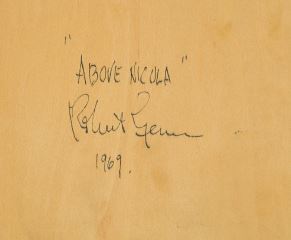 "ABOVE NICOLA"
Robert Genn
1969.